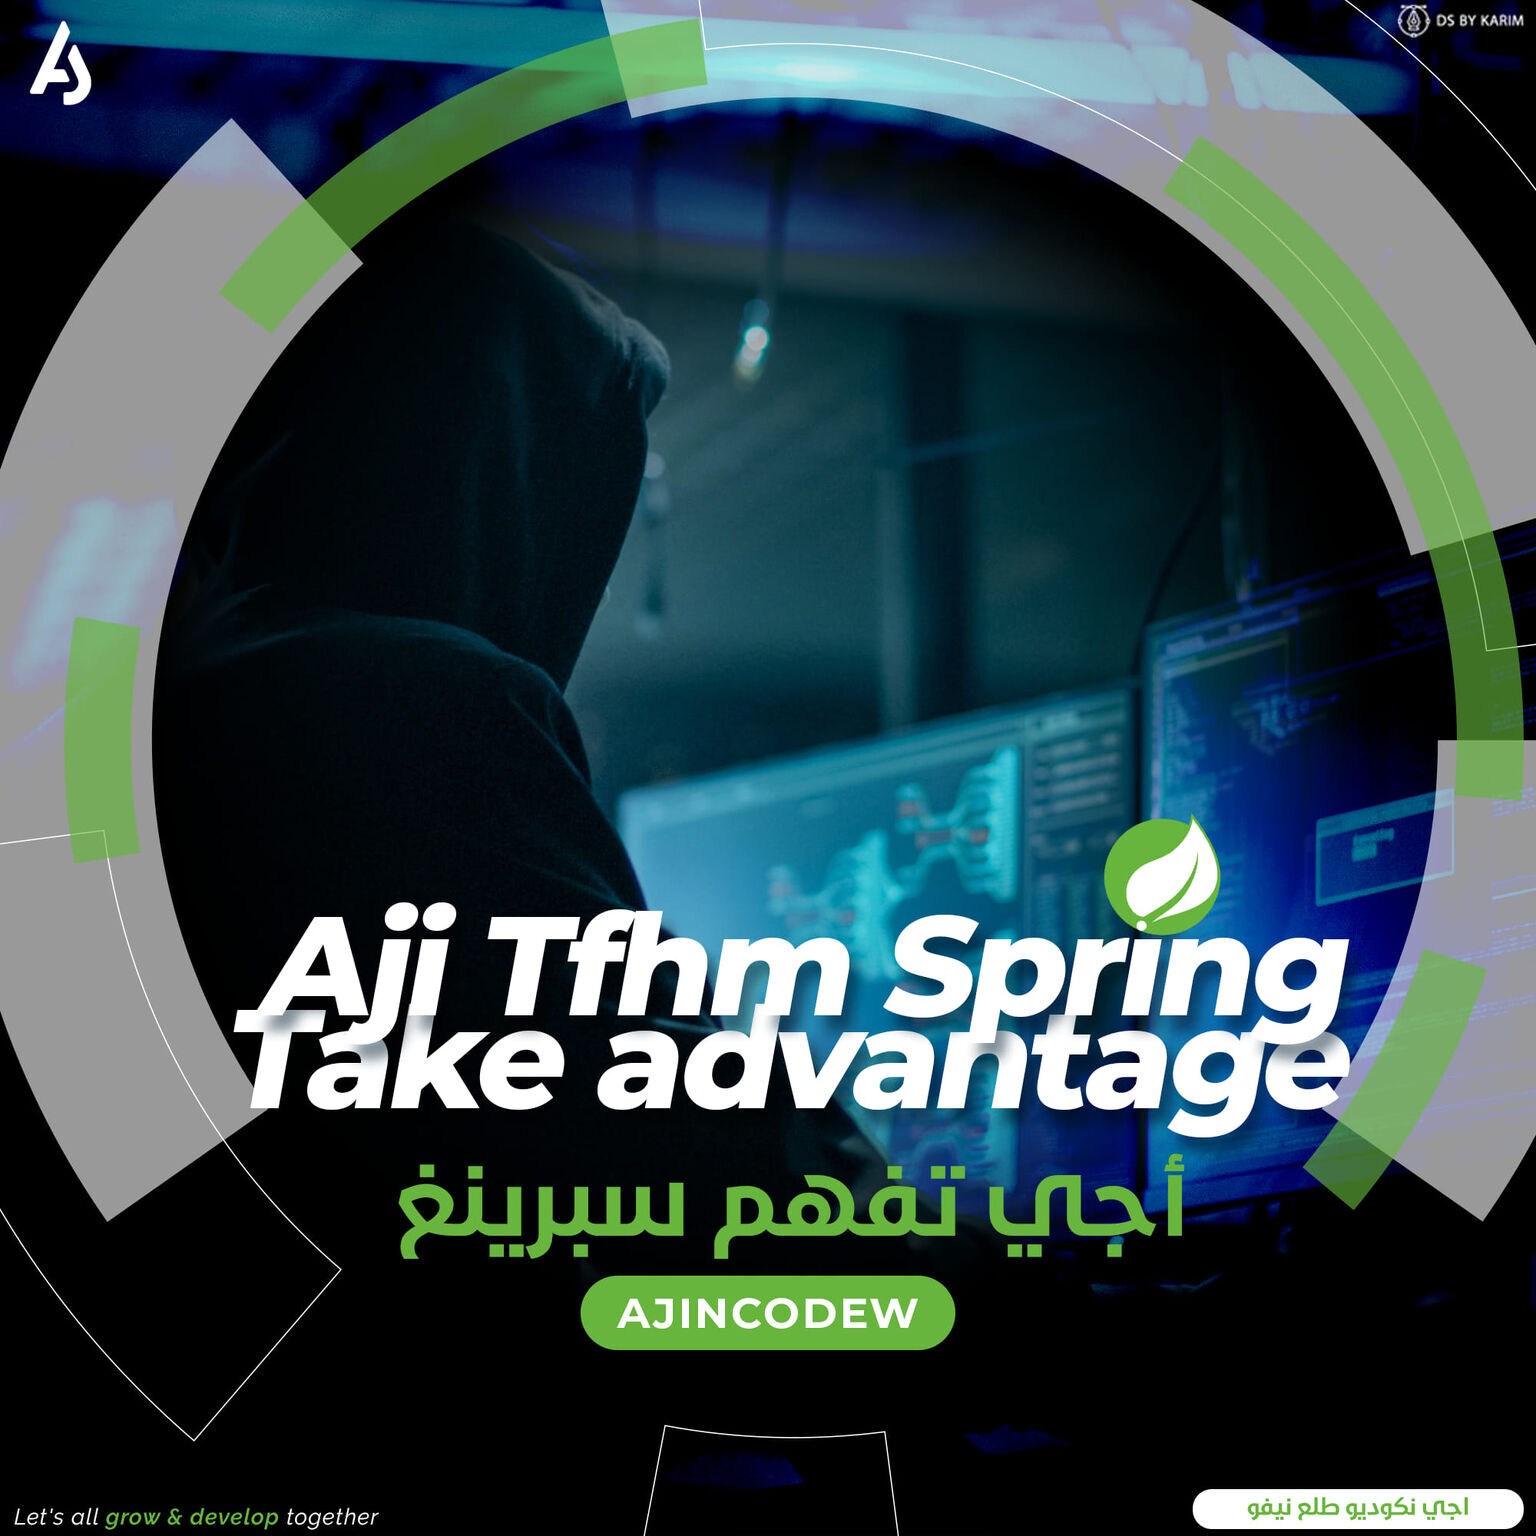 DS BY KARIM
Aji Tfhm Spring
Take advantage
أجي تفهم سبرينغ
AJINCODEW
Let's all grow & develop together
اجي نكوديو طلع نيفو